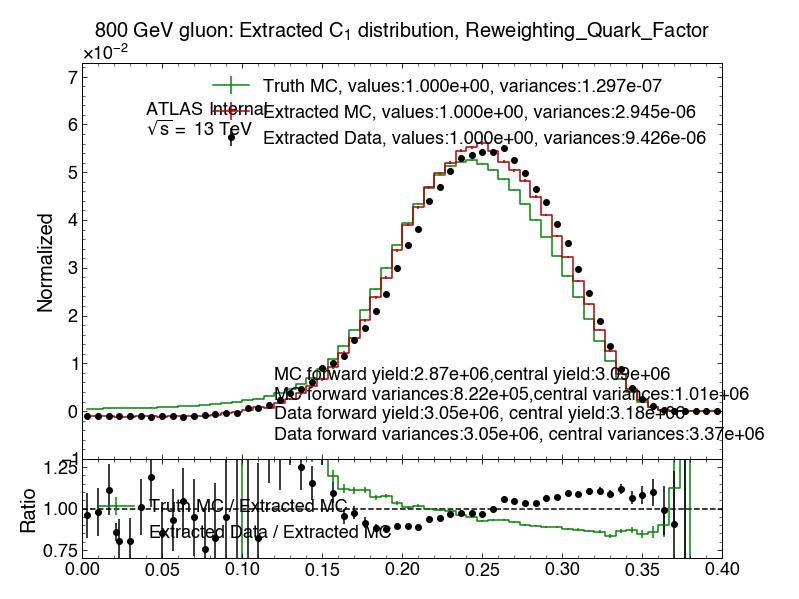 800 GeV gluon: Extracted C₁ distribution, Reweighting_Quark_Factor
×10⁻²
Truth MC, values:1.000e+00, variances:1.297e-07
ATLAS Internal
Extracted MC, values:1.000e+00, variances:2.945e-06
√s = 13 TeV
Extracted Data, values:1.000e+00, variances:9.426e-06
7
6
5
4
3
2
1
0
Normalized
MC forward yield:2.87e+06,central yield:3.09e+06
MC forward variances:8.22e+05,central variances:1.01e+06
Data forward yield:3.05e+06, central yield:3.18e+06
Data forward variances:3.05e+06, central variances:3.37e+06
1.25
1.00
0.75
Ratio
Truth MC / Extracted MC
Extracted Data / Extracted MC
0.00 0.05 0.10 0.15 0.20 0.25 0.30 0.35 0.40